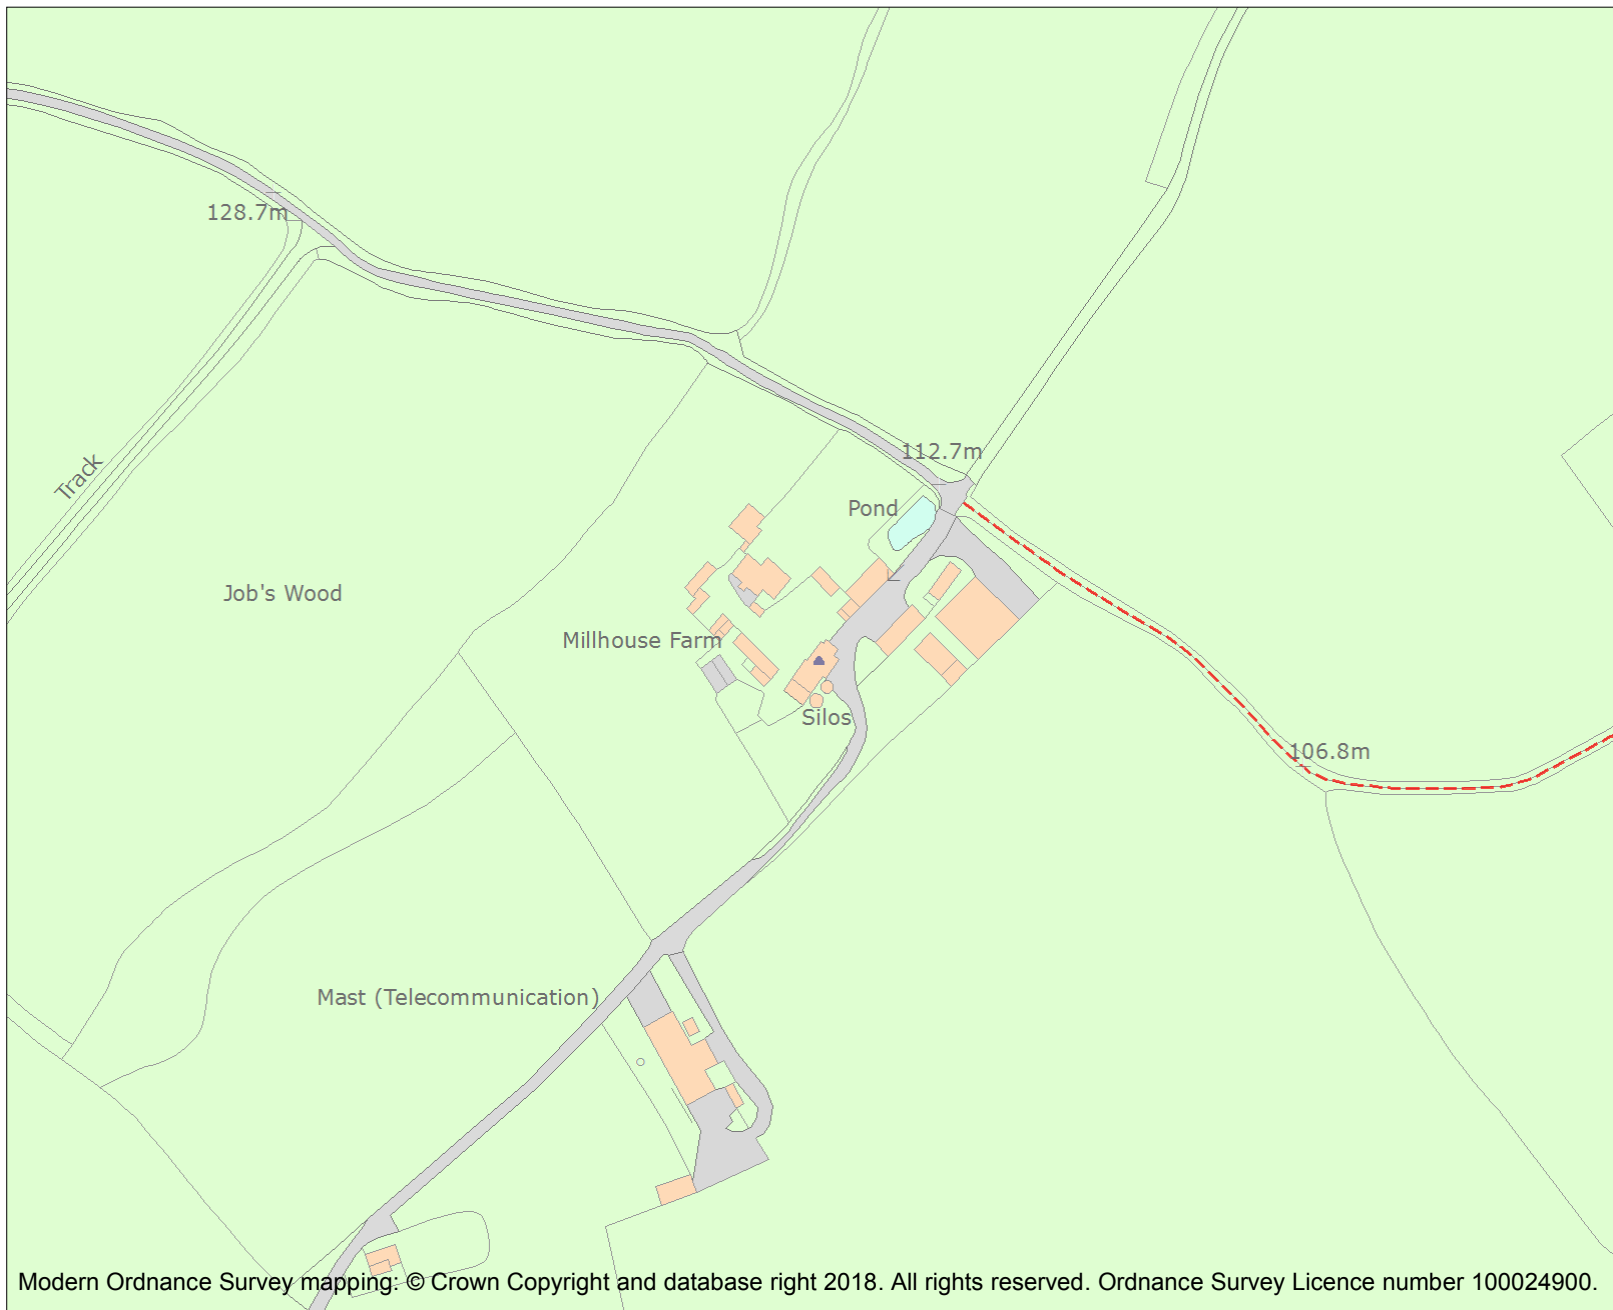 128.7m
112.7m
Track
Pond
Job's Wood
Millhouse Farm
Silos
106.8m
Mast (Telecommunication)
Modern Ordnance Survey mapping: © Crown Copyright and database right 2018. All rights reserved. Ordnance Survey Licence number 100024900.